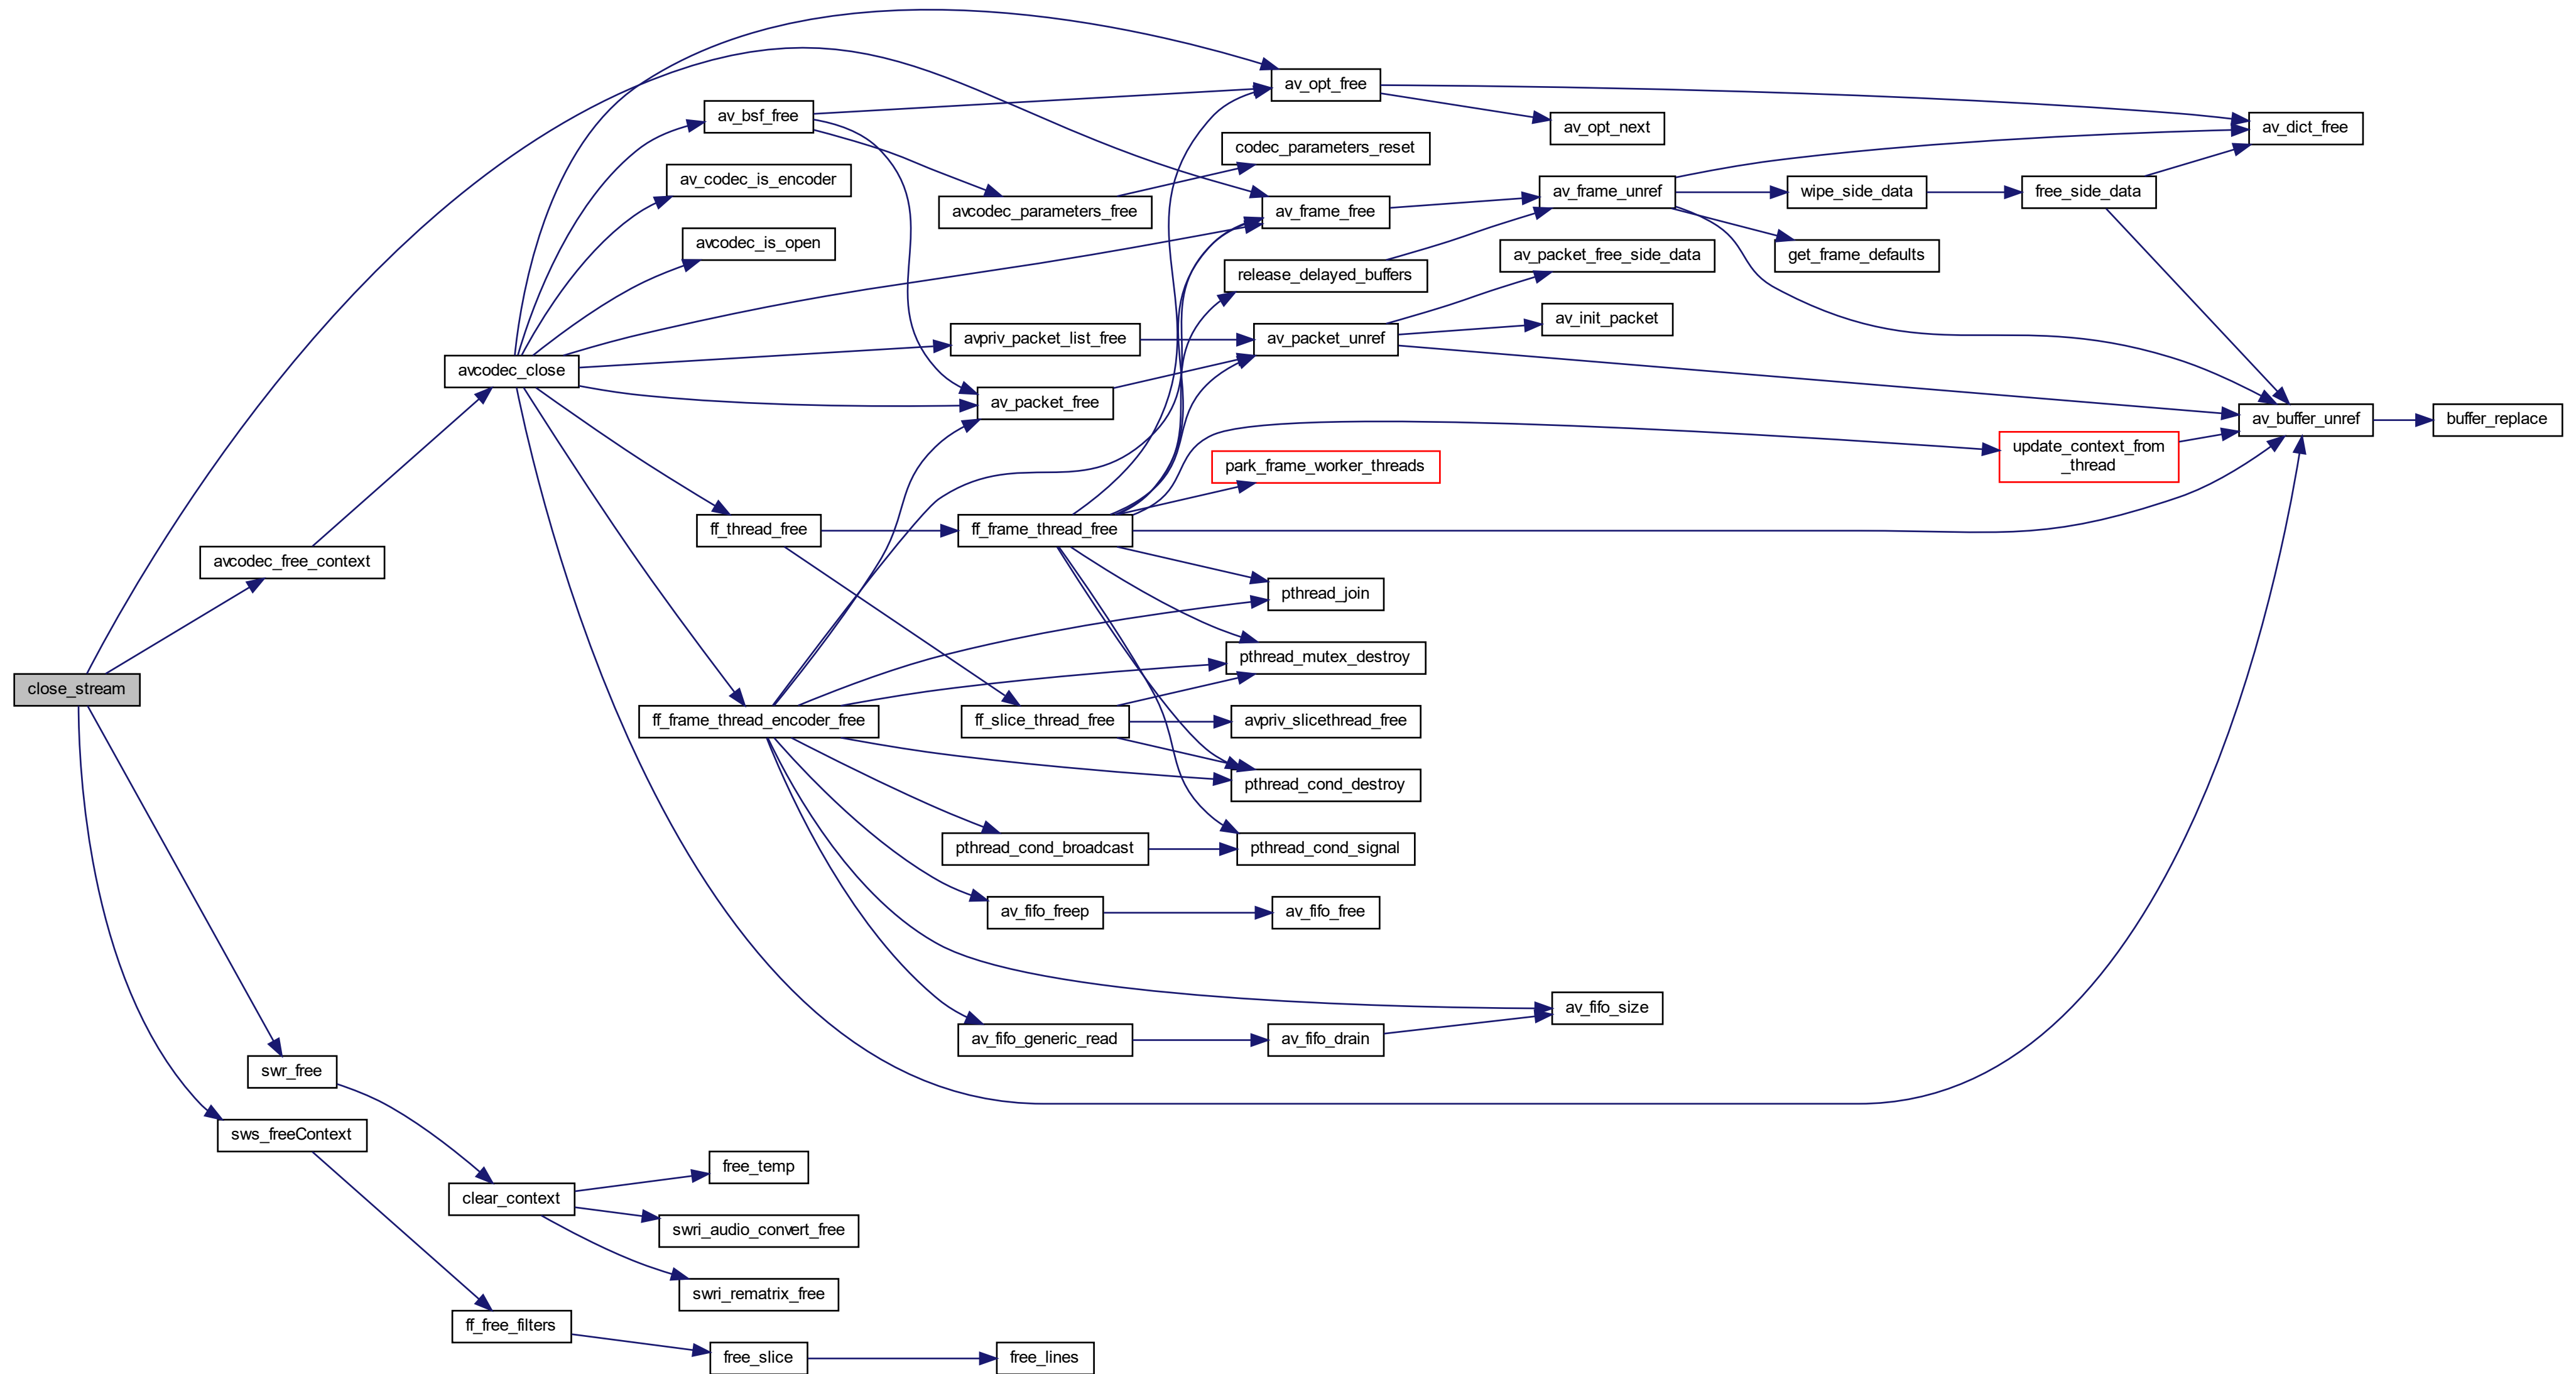 close_stream
avcodec_free_context
swr_free
sws_freeContext
avcodec_close
clear_context
ff_free_filters
av_bsf_free
av_codec_is_encoder
avcodec_is_open
ff_thread_free
ff_frame_thread_encoder_free
free_temp
swri_audio_convert_free
swri_rematrix_free
free_slice
avcodec_parameters_free
avpriv_packet_list_free
av_packet_free
ff_frame_thread_free
ff_slice_thread_free
pthread_cond_broadcast
av_fifo_freep
av_fifo_generic_read
free_lines
av_opt_free
codec_parameters_reset
av_frame_free
release_delayed_buffers
av_packet_unref
park_frame_worker_threads
pthread_join
pthread_mutex_destroy
avpriv_slicethread_free
pthread_cond_destroy
pthread_cond_signal
av_fifo_free
av_fifo_drain
av_opt_next
av_frame_unref
av_packet_free_side_data
av_init_packet
av_fifo_size
wipe_side_data
get_frame_defaults
free_side_data
update_context_from
_thread
av_dict_free
av_buffer_unref
buffer_replace